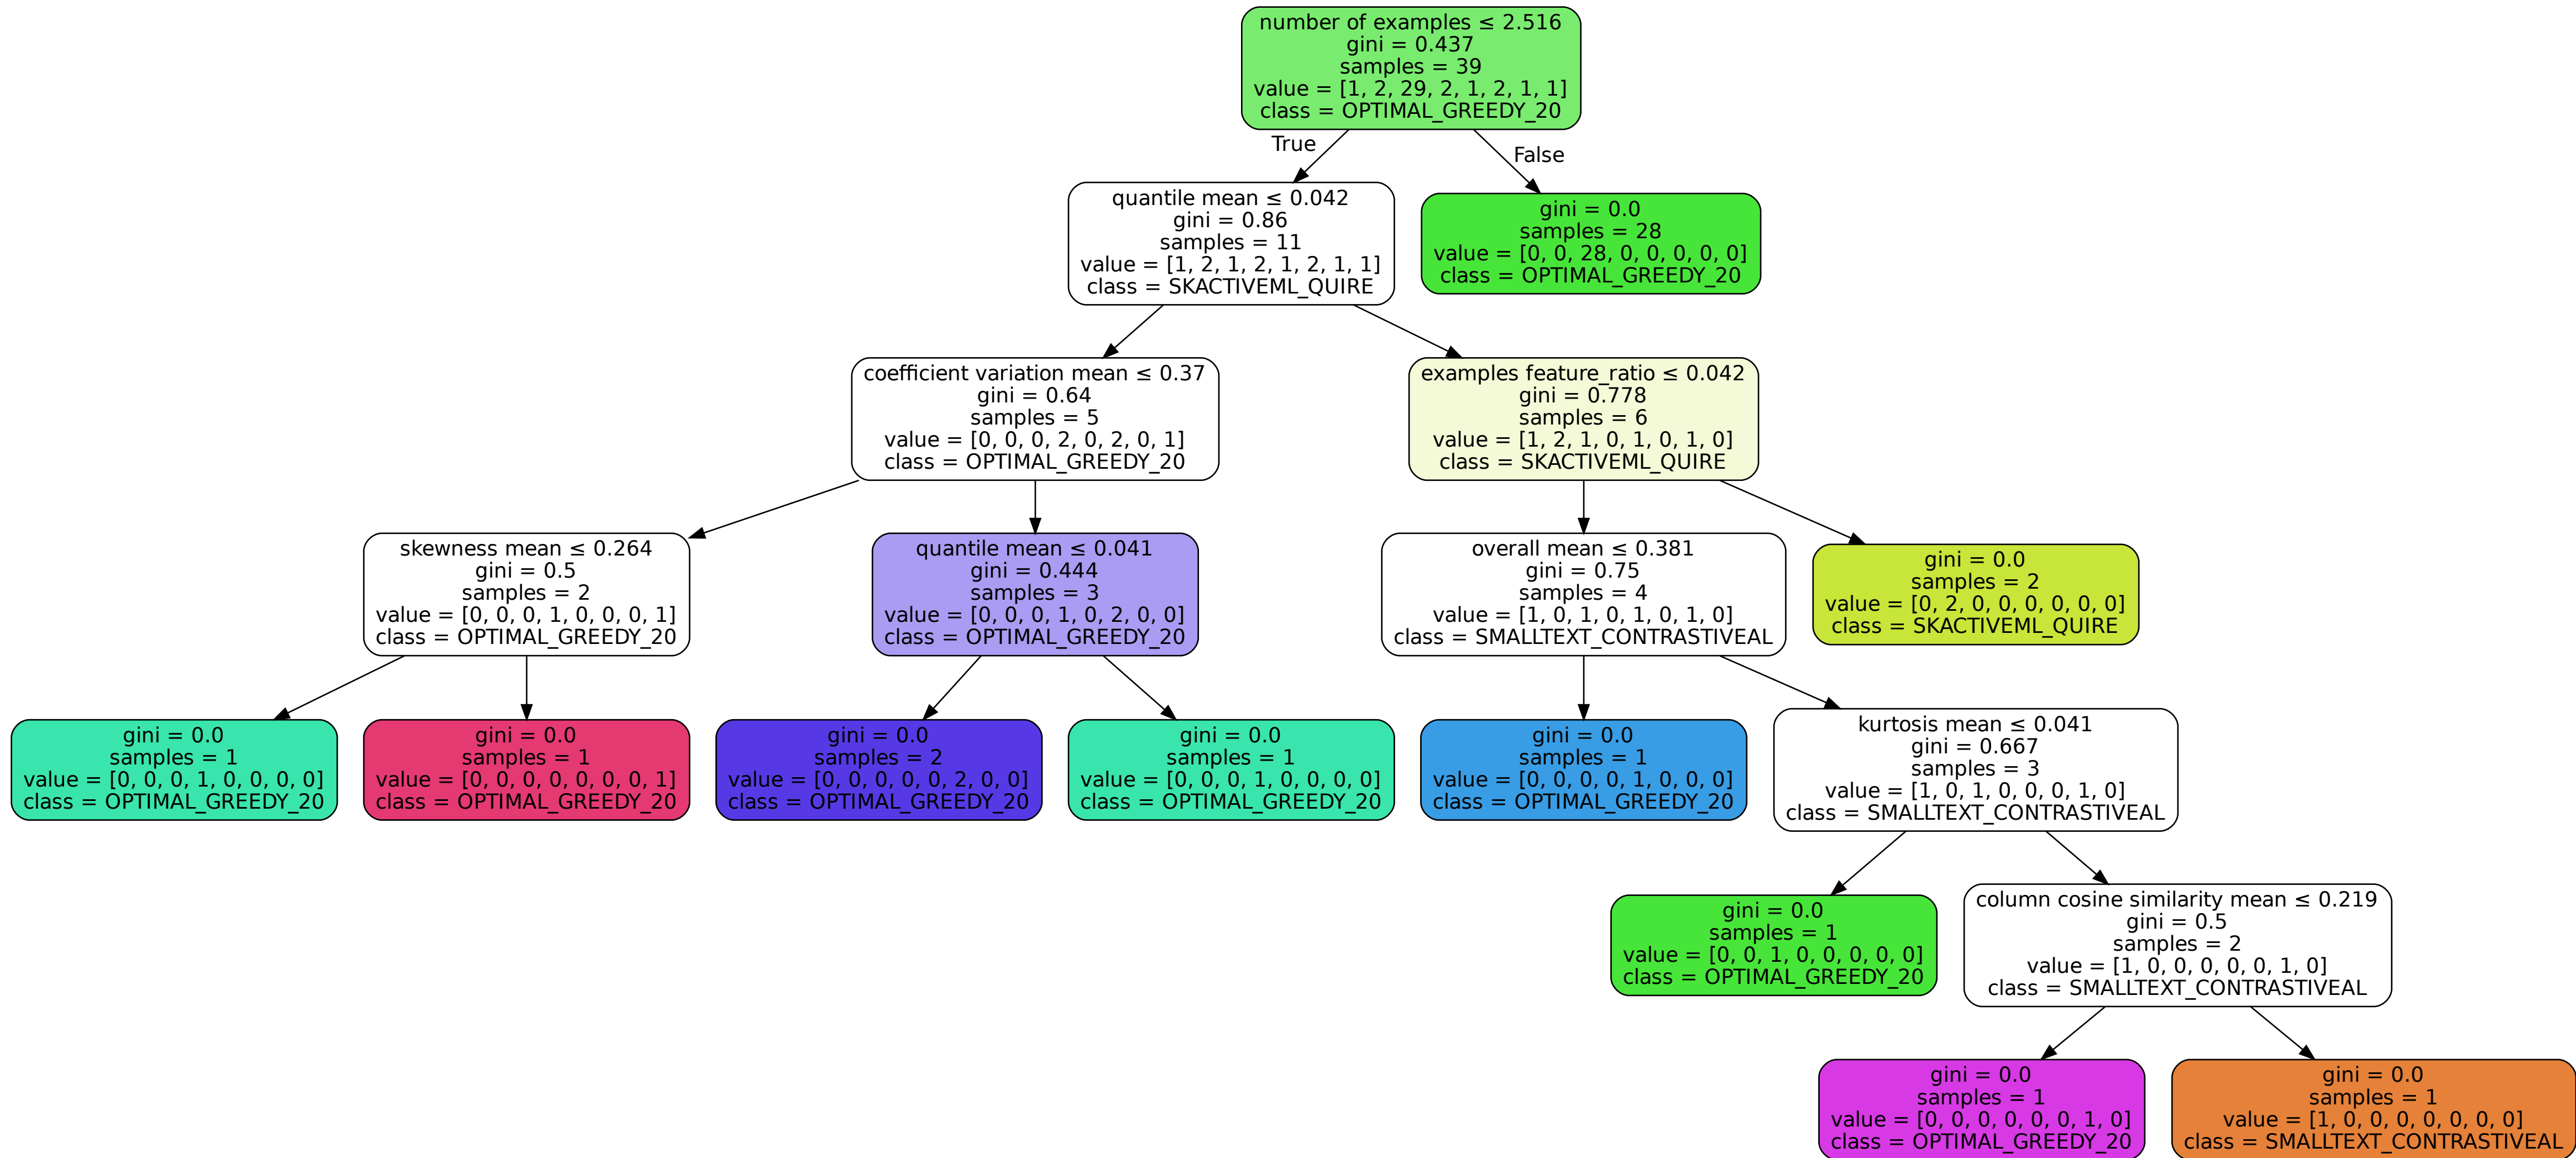 number of examples ≤ 2.516
gini = 0.437
samples = 39
value = [1, 2, 29, 2, 1, 2, 1, 1]
class = OPTIMAL_GREEDY_20
True
False
quantile mean ≤ 0.042
gini = 0.86
samples = 11
value = [1, 2, 1, 2, 1, 2, 1, 1]
class = SKACTIVEML_QUIRE
gini = 0.0
samples = 28
value = [0, 0, 28, 0, 0, 0, 0, 0]
class = OPTIMAL_GREEDY_20
coefficient variation mean ≤ 0.37
gini = 0.64
samples = 5
value = [0, 0, 0, 2, 0, 2, 0, 1]
class = OPTIMAL_GREEDY_20
examples feature_ratio ≤ 0.042
gini = 0.778
samples = 6
value = [1, 2, 1, 0, 1, 0, 1, 0]
class = SKACTIVEML_QUIRE
skewness mean ≤ 0.264
gini = 0.5
samples = 2
value = [0, 0, 0, 1, 0, 0, 0, 1]
class = OPTIMAL_GREEDY_20
quantile mean ≤ 0.041
gini = 0.444
samples = 3
value = [0, 0, 0, 1, 0, 2, 0, 0]
class = OPTIMAL_GREEDY_20
overall mean ≤ 0.381
gini = 0.75
samples = 4
value = [1, 0, 1, 0, 1, 0, 1, 0]
class = SMALLTEXT_CONTRASTIVEAL
gini = 0.0
samples = 2
value = [0, 2, 0, 0, 0, 0, 0, 0]
class = SKACTIVEML_QUIRE
gini = 0.0
samples = 1
value = [0, 0, 0, 1, 0, 0, 0, 0]
class = OPTIMAL_GREEDY_20
gini = 0.0
samples = 1
value = [0, 0, 0, 0, 0, 0, 0, 1]
class = OPTIMAL_GREEDY_20
gini = 0.0
samples = 2
value = [0, 0, 0, 0, 0, 2, 0, 0]
class = OPTIMAL_GREEDY_20
gini = 0.0
samples = 1
value = [0, 0, 0, 1, 0, 0, 0, 0]
class = OPTIMAL_GREEDY_20
gini = 0.0
samples = 1
value = [0, 0, 0, 0, 1, 0, 0, 0]
class = OPTIMAL_GREEDY_20
kurtosis mean ≤ 0.041
gini = 0.667
samples = 3
value = [1, 0, 1, 0, 0, 0, 1, 0]
class = SMALLTEXT_CONTRASTIVEAL
gini = 0.0
samples = 1
value = [0, 0, 1, 0, 0, 0, 0, 0]
class = OPTIMAL_GREEDY_20
column cosine similarity mean ≤ 0.219
gini = 0.5
samples = 2
value = [1, 0, 0, 0, 0, 0, 1, 0]
class = SMALLTEXT_CONTRASTIVEAL
gini = 0.0
samples = 1
value = [0, 0, 0, 0, 0, 0, 1, 0]
class = OPTIMAL_GREEDY_20
gini = 0.0
samples = 1
value = [1, 0, 0, 0, 0, 0, 0, 0]
class = SMALLTEXT_CONTRASTIVEAL